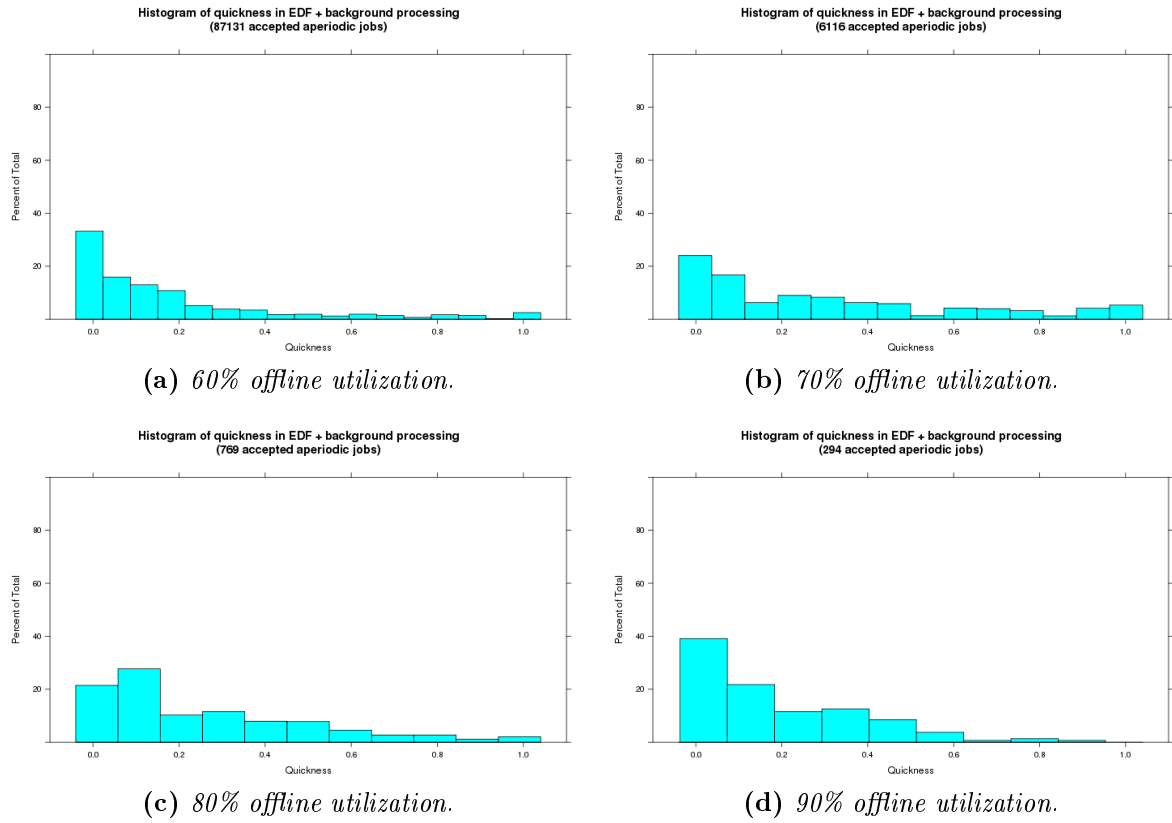 Histogram of quickness in EDF + background processing
(87131 accepted aperiodic jobs)
Percent of Total
80
60
40
20
0.0 0.2 0.4 0.6 0.8 1.0
Quickness
(a) 60% offline utilization.
Histogram of quickness in EDF + background processing
(6116 accepted aperiodic jobs)
Percent of Total
80
60
40
20
0.0 0.2 0.4 0.6 0.8 1.0
Quickness
(b) 70% offline utilization.
Histogram of quickness in EDF + background processing
(769 accepted aperiodic jobs)
Percent of Total
80
60
40
20
0.0 0.2 0.4 0.6 0.8 1.0
Quickness
(c) 80% offline utilization.
Histogram of quickness in EDF + background processing
(294 accepted aperiodic jobs)
Percent of Total
80
60
40
20
0.0 0.2 0.4 0.6 0.8 1.0
Quickness
(d) 90% offline utilization.